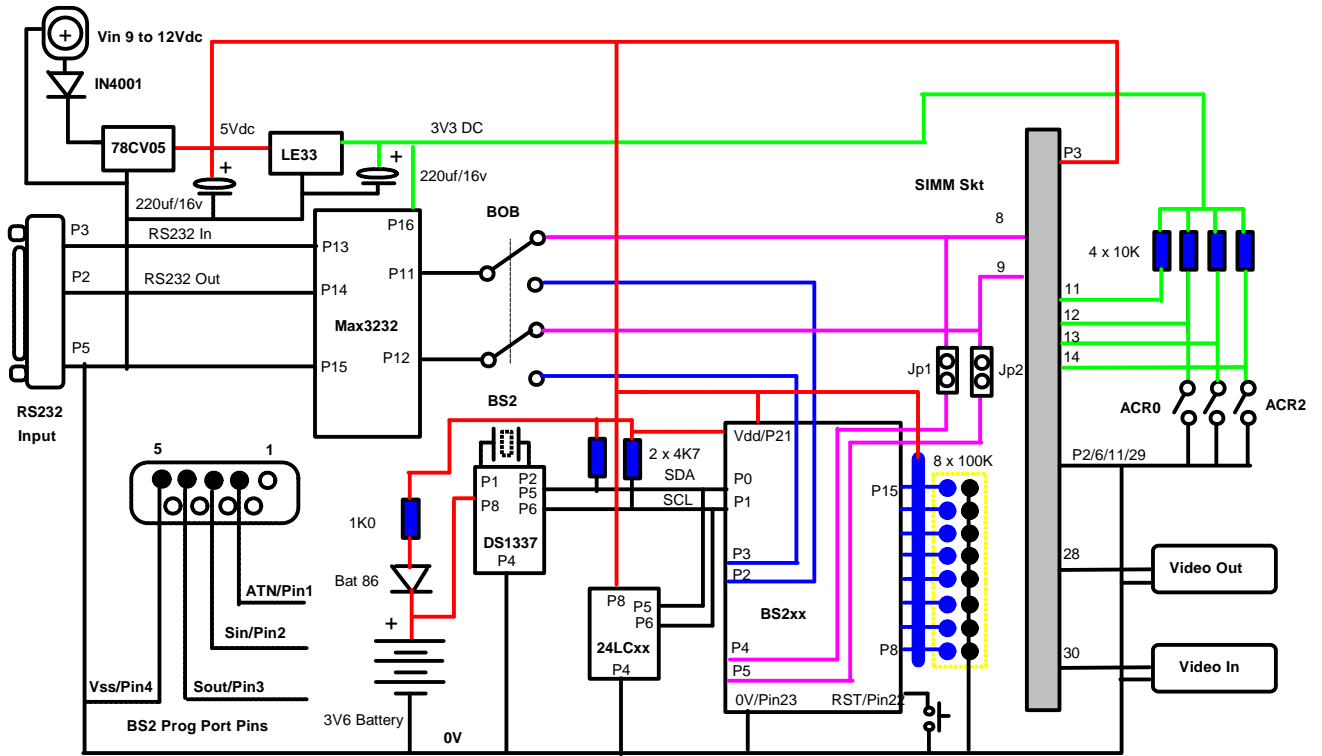 Vin 9 to 12Vdc
IN4001
78CV05
5Vdc
LE33
3V3 DC
220uf/16v
220uf/16v
P3
RS232 In
P2
RS232 Out
P5
RS232
Input
P16
P13
P11
P14
Max3232
P12
P15
BOB
BS2
SIMM Skt
8
9
P3
4 x 10K
11
12
13
14
Jp1
Jp2
ACR0
ACR2
P2/6/11/29
28
Video Out
30
Video In
5
1
ATN/Pin1
Sin/Pin2
Sout/Pin3
Vss/Pin4
BS2 Prog Port Pins
1K0
Bat 86
+
+
+
3V6 Battery
0V
P1
P2
P5
P8
P6
DS1337
P4
2 x 4K7
SDA
SCL
P8
P5
P6
24LCxx
P4
Vdd/P21
P0
P1
P3
P2
BS2xx
P4
P5
0V/Pin23
RST/Pin22
P15
P8
8 x 100K